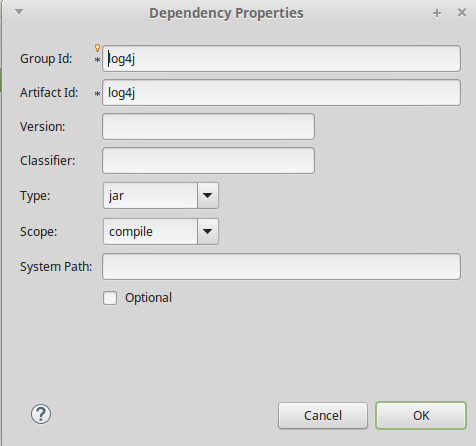 Dependency Properties
Group Id: * log4j
Artifact Id: * log4j
Version:
Classifier:
Type: jar
Scope: compile
System Path:
Optional
? Cancel OK